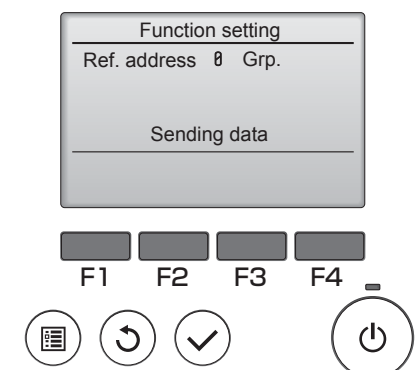 Function setting
Ref. address 0 Grp.
Sending data
F1 F2 F3 F4